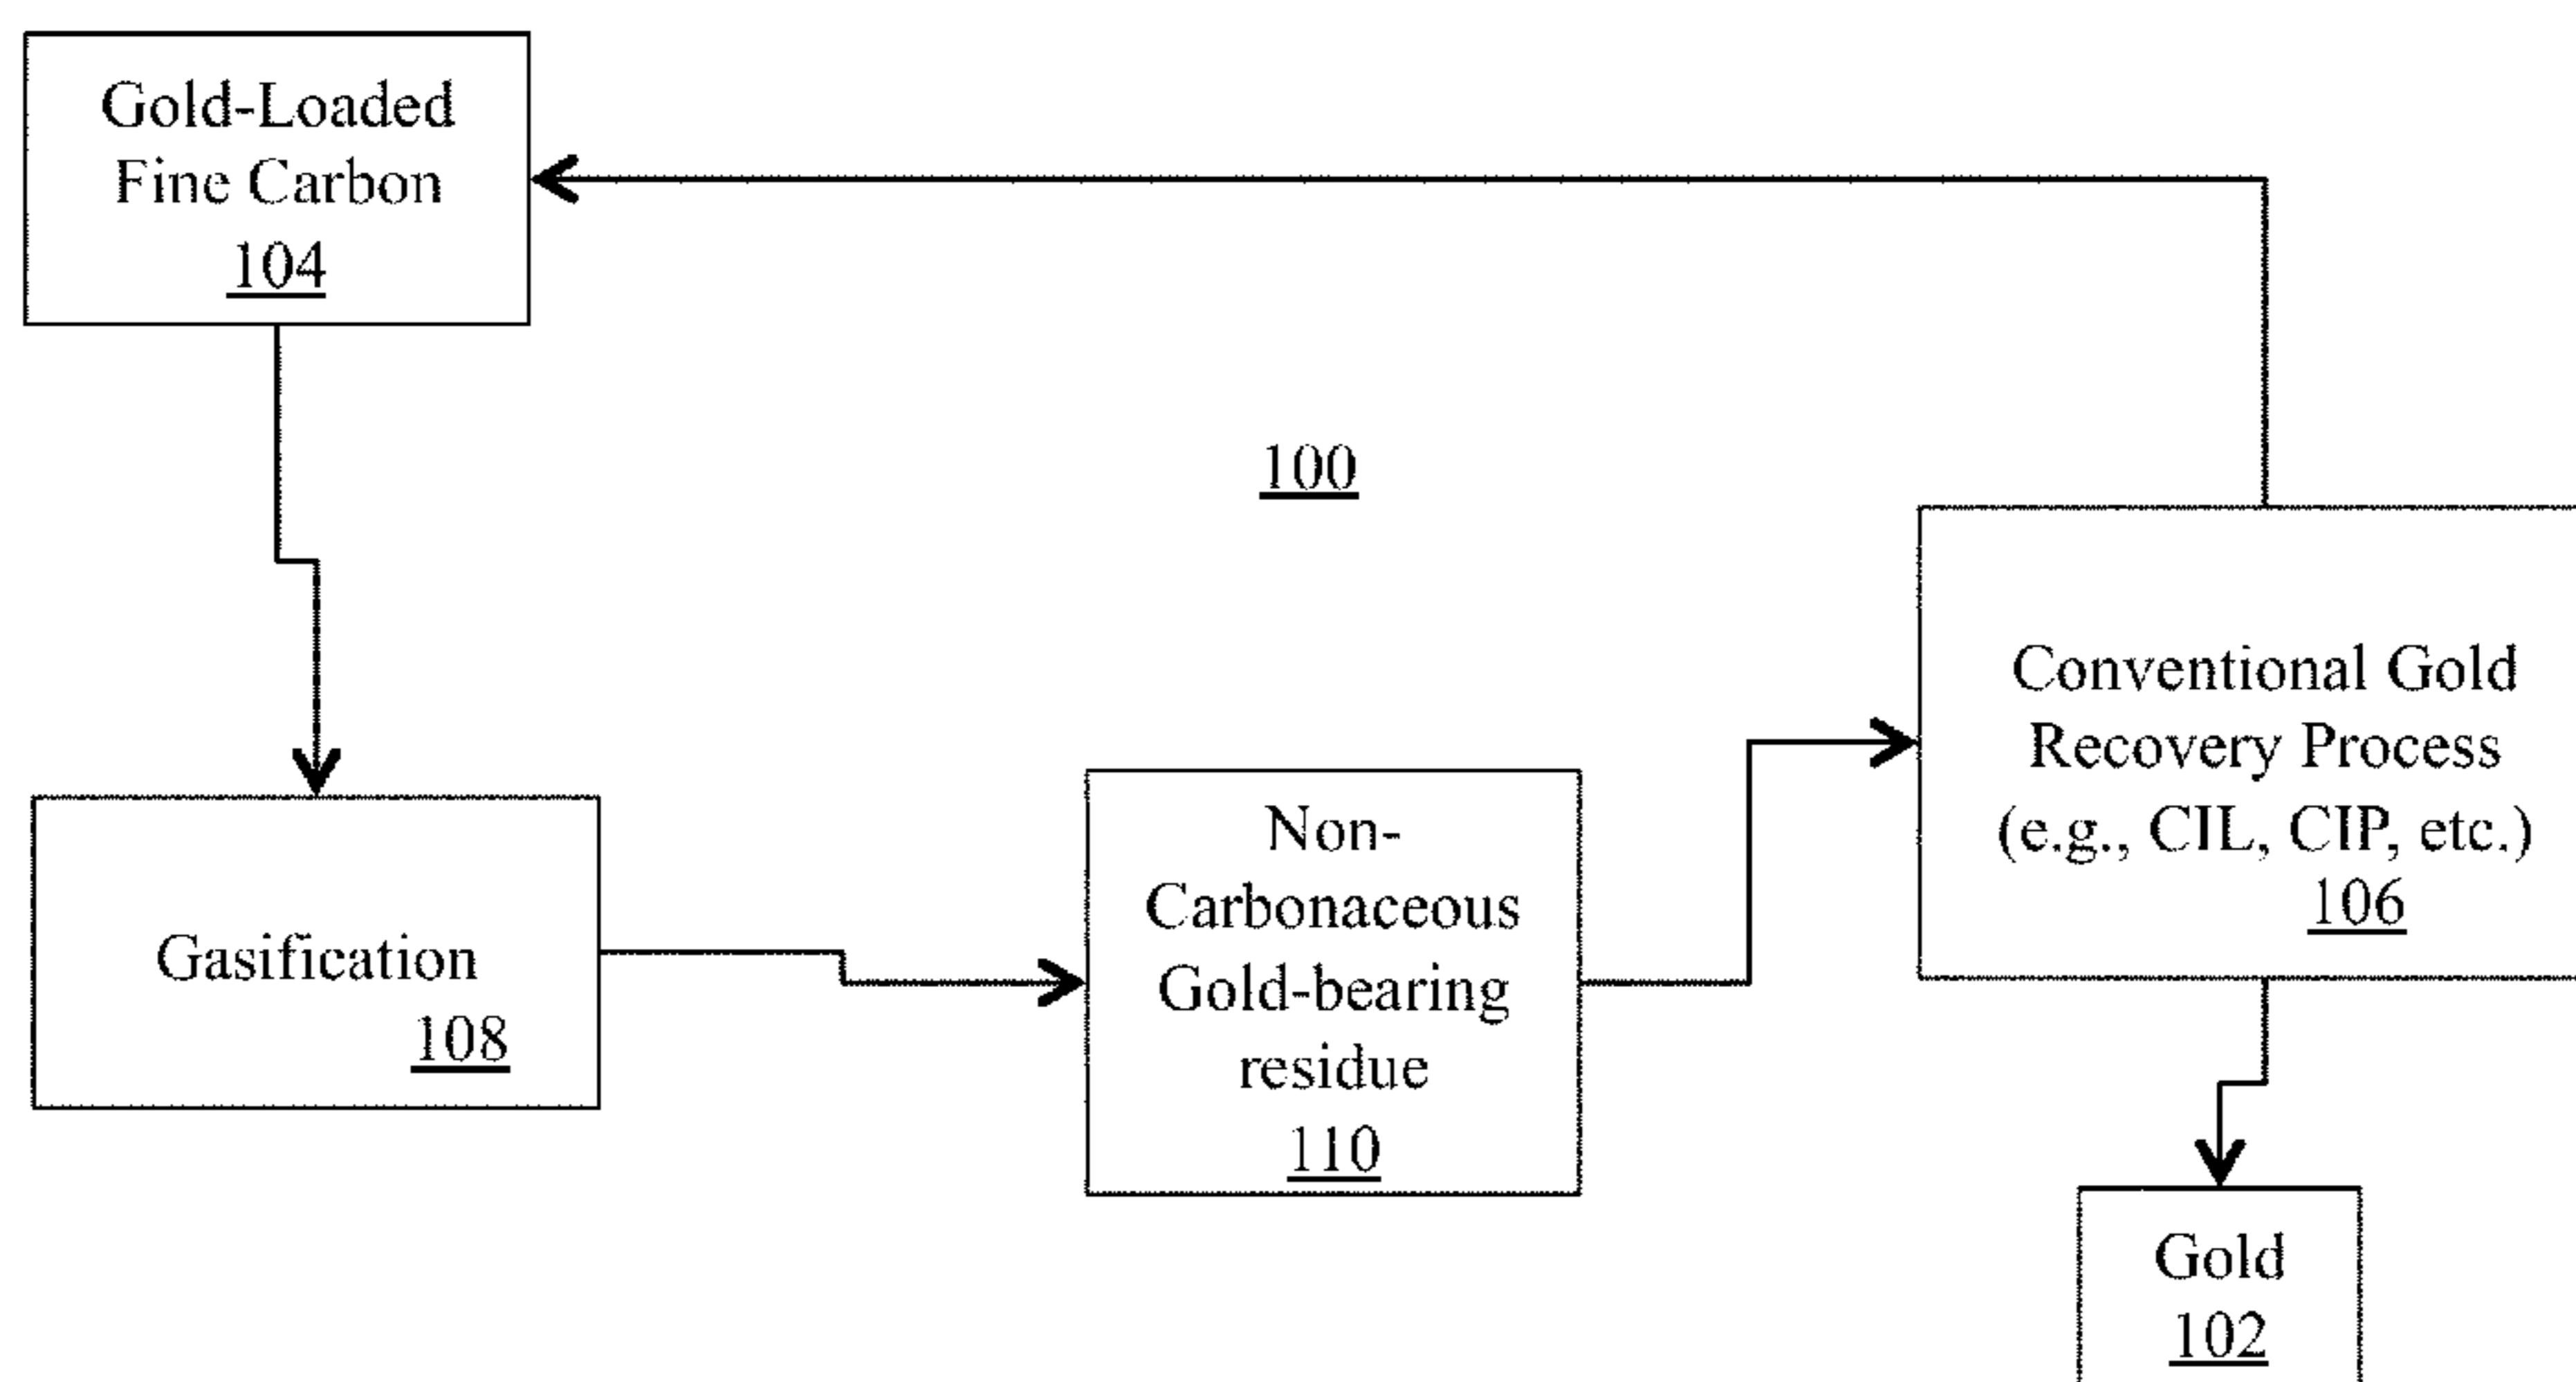 Gold-Loaded
Fine Carbon
104
100
Gasification
108
Non-
Carbonaceous
Gold-bearing
residue
110
Conventional Gold
Recovery Process
(e.g., CIL, CIP, etc.)
106
Gold
102